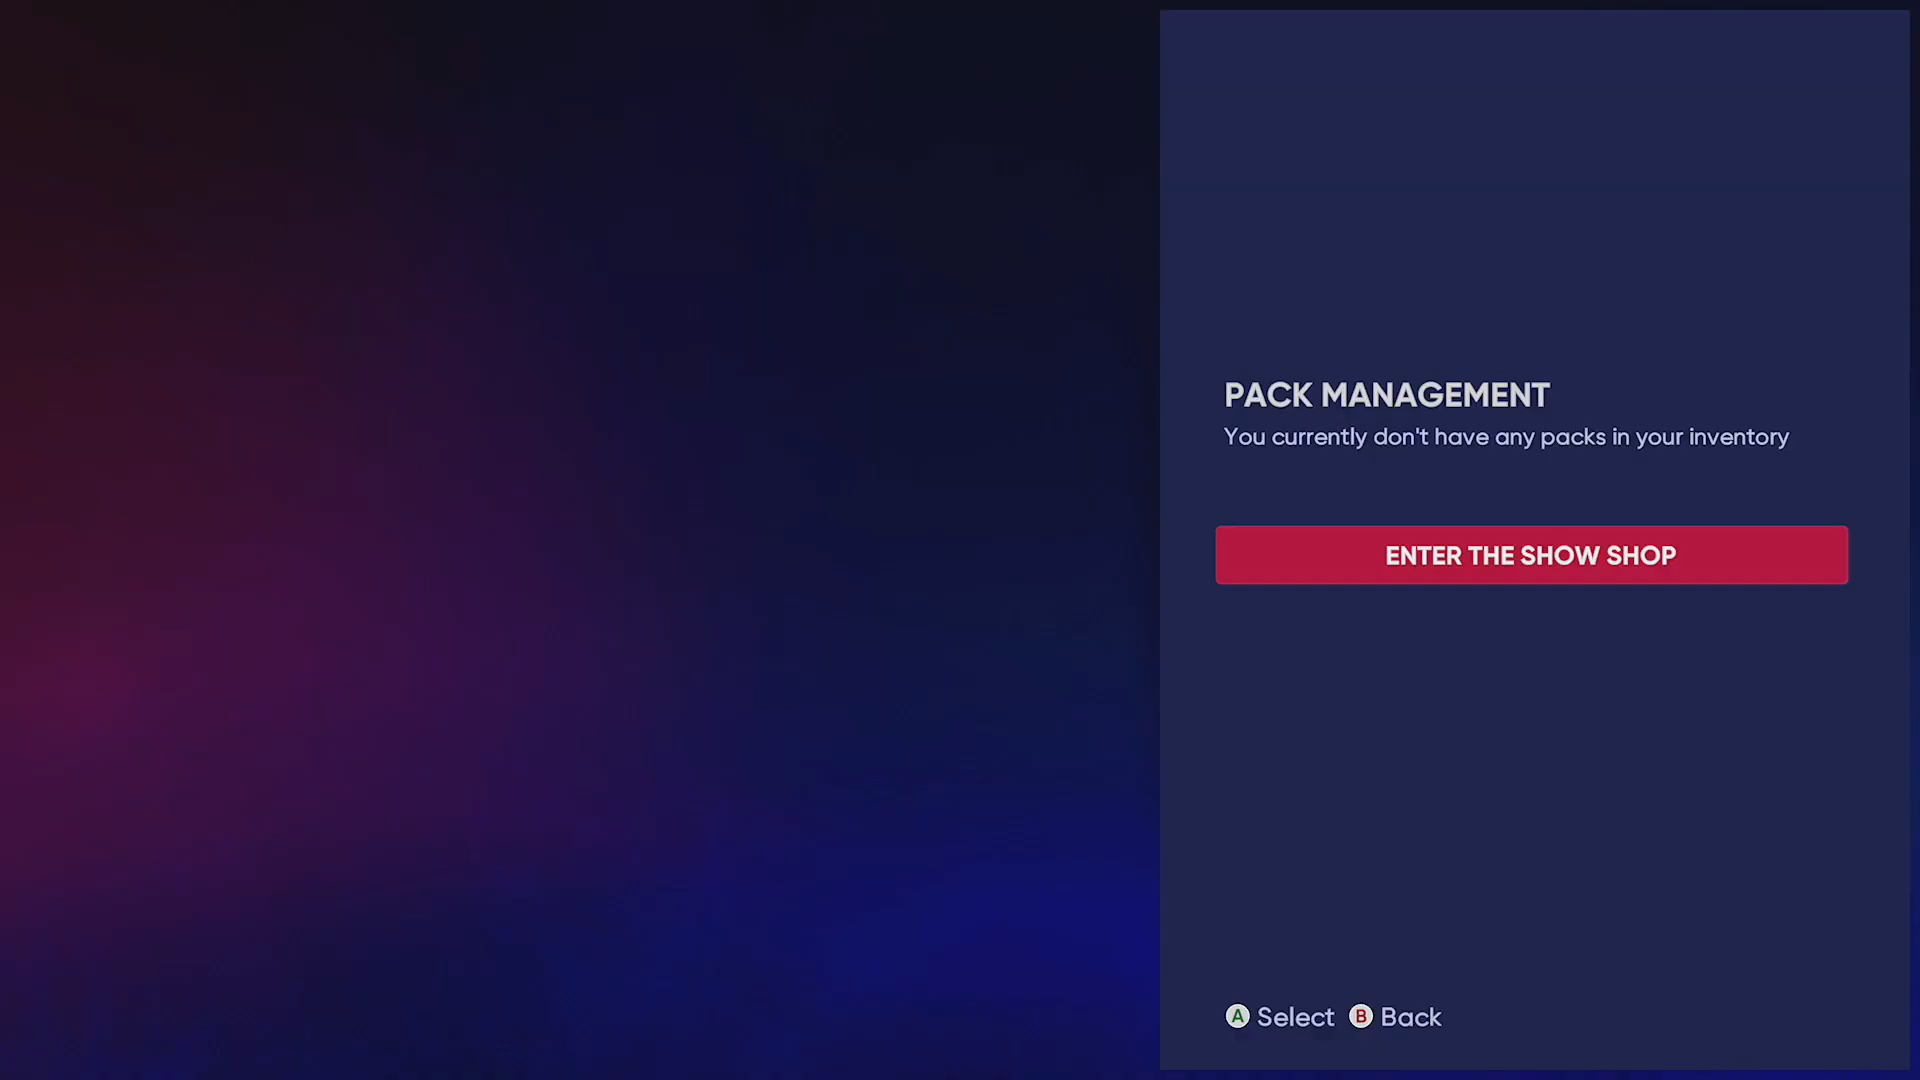 PACK MANAGEMENT
You currently don't have any packs in your inventory
ENTER THE SHOW SHOP
A Select B Back